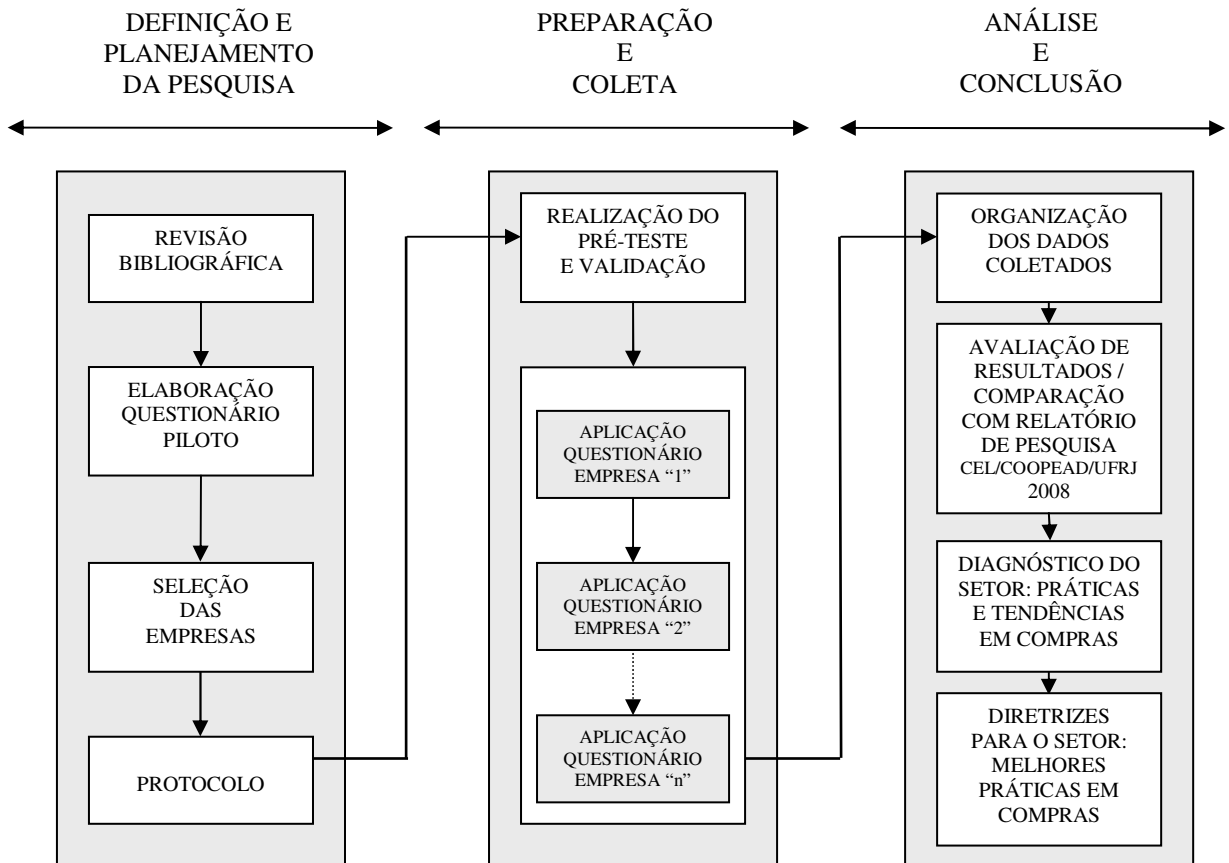 DEFINIÇÃO E
PLANEJAMENTO
DA PESQUISA
REVISÃO
BIBLIOGRÁFICA
ELABORAÇÃO
QUESTIONÁRIO
PILOTO
SELEÇÃO
DAS
EMPRESAS
PROTOCOLO
PREPARAÇÃO
E
COLETA
REALIZAÇÃO DO
PRÉ-TESTE
E VALIDAÇÃO
APLICAÇÃO
QUESTIONÁRIO
EMPRESA “1”
APLICAÇÃO
QUESTIONÁRIO
EMPRESA “2”
APLICAÇÃO
QUESTIONÁRIO
EMPRESA “n”
ANÁLISE
E
CONCLUSÃO
ORGANIZAÇÃO
DOS DADOS
COLETADOS
AVALIAÇÃO DE
RESULTADOS /
COMPARAÇÃO
COM RELATÓRIO
DE PESQUISA
CEL/COOPEAD/UFRJ
2008
DIAGNÓSTICO DO
SETOR: PRÁTICAS
E TENDÊNCIAS
EM COMPRAS
DIRETRIZES
PARA O SETOR:
MELHORES
PRÁTICAS EM
COMPRAS